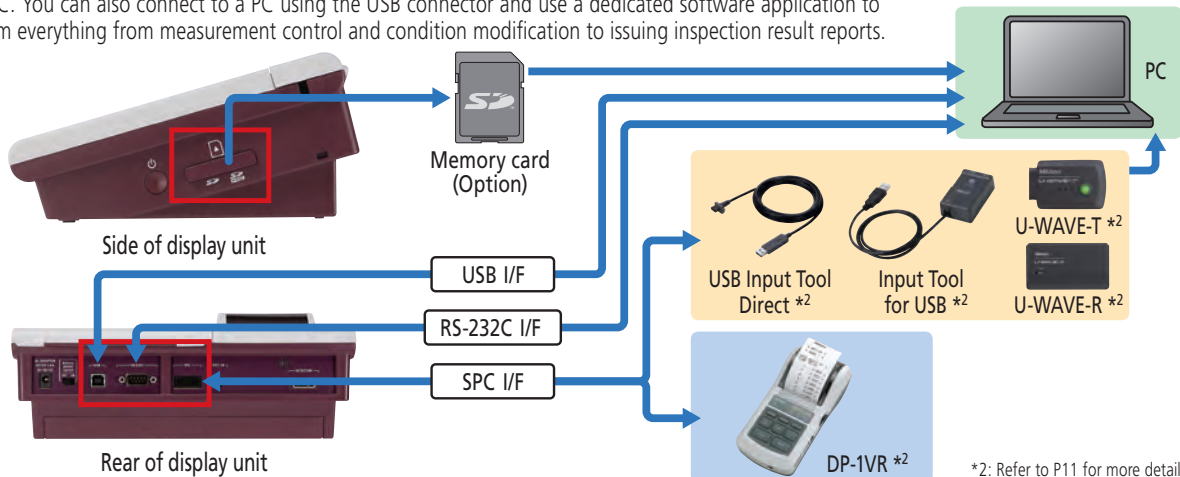 C. You can also connect to a PC using the USB connector and use a dedicated software application to
m everything from measurement control and condition modification to issuing inspection result reports.
PC
Memory card
(Option)
Side of display unit
USB I/F
RS-232C I/F
SPC I/F
USB Input Tool
Direct *2
Input Tool
for USB *2
U-WAVE-T *2
U-WAVE-R *2
DP-1VR *2
Rear of display unit
*2: Refer to P11 for more detail